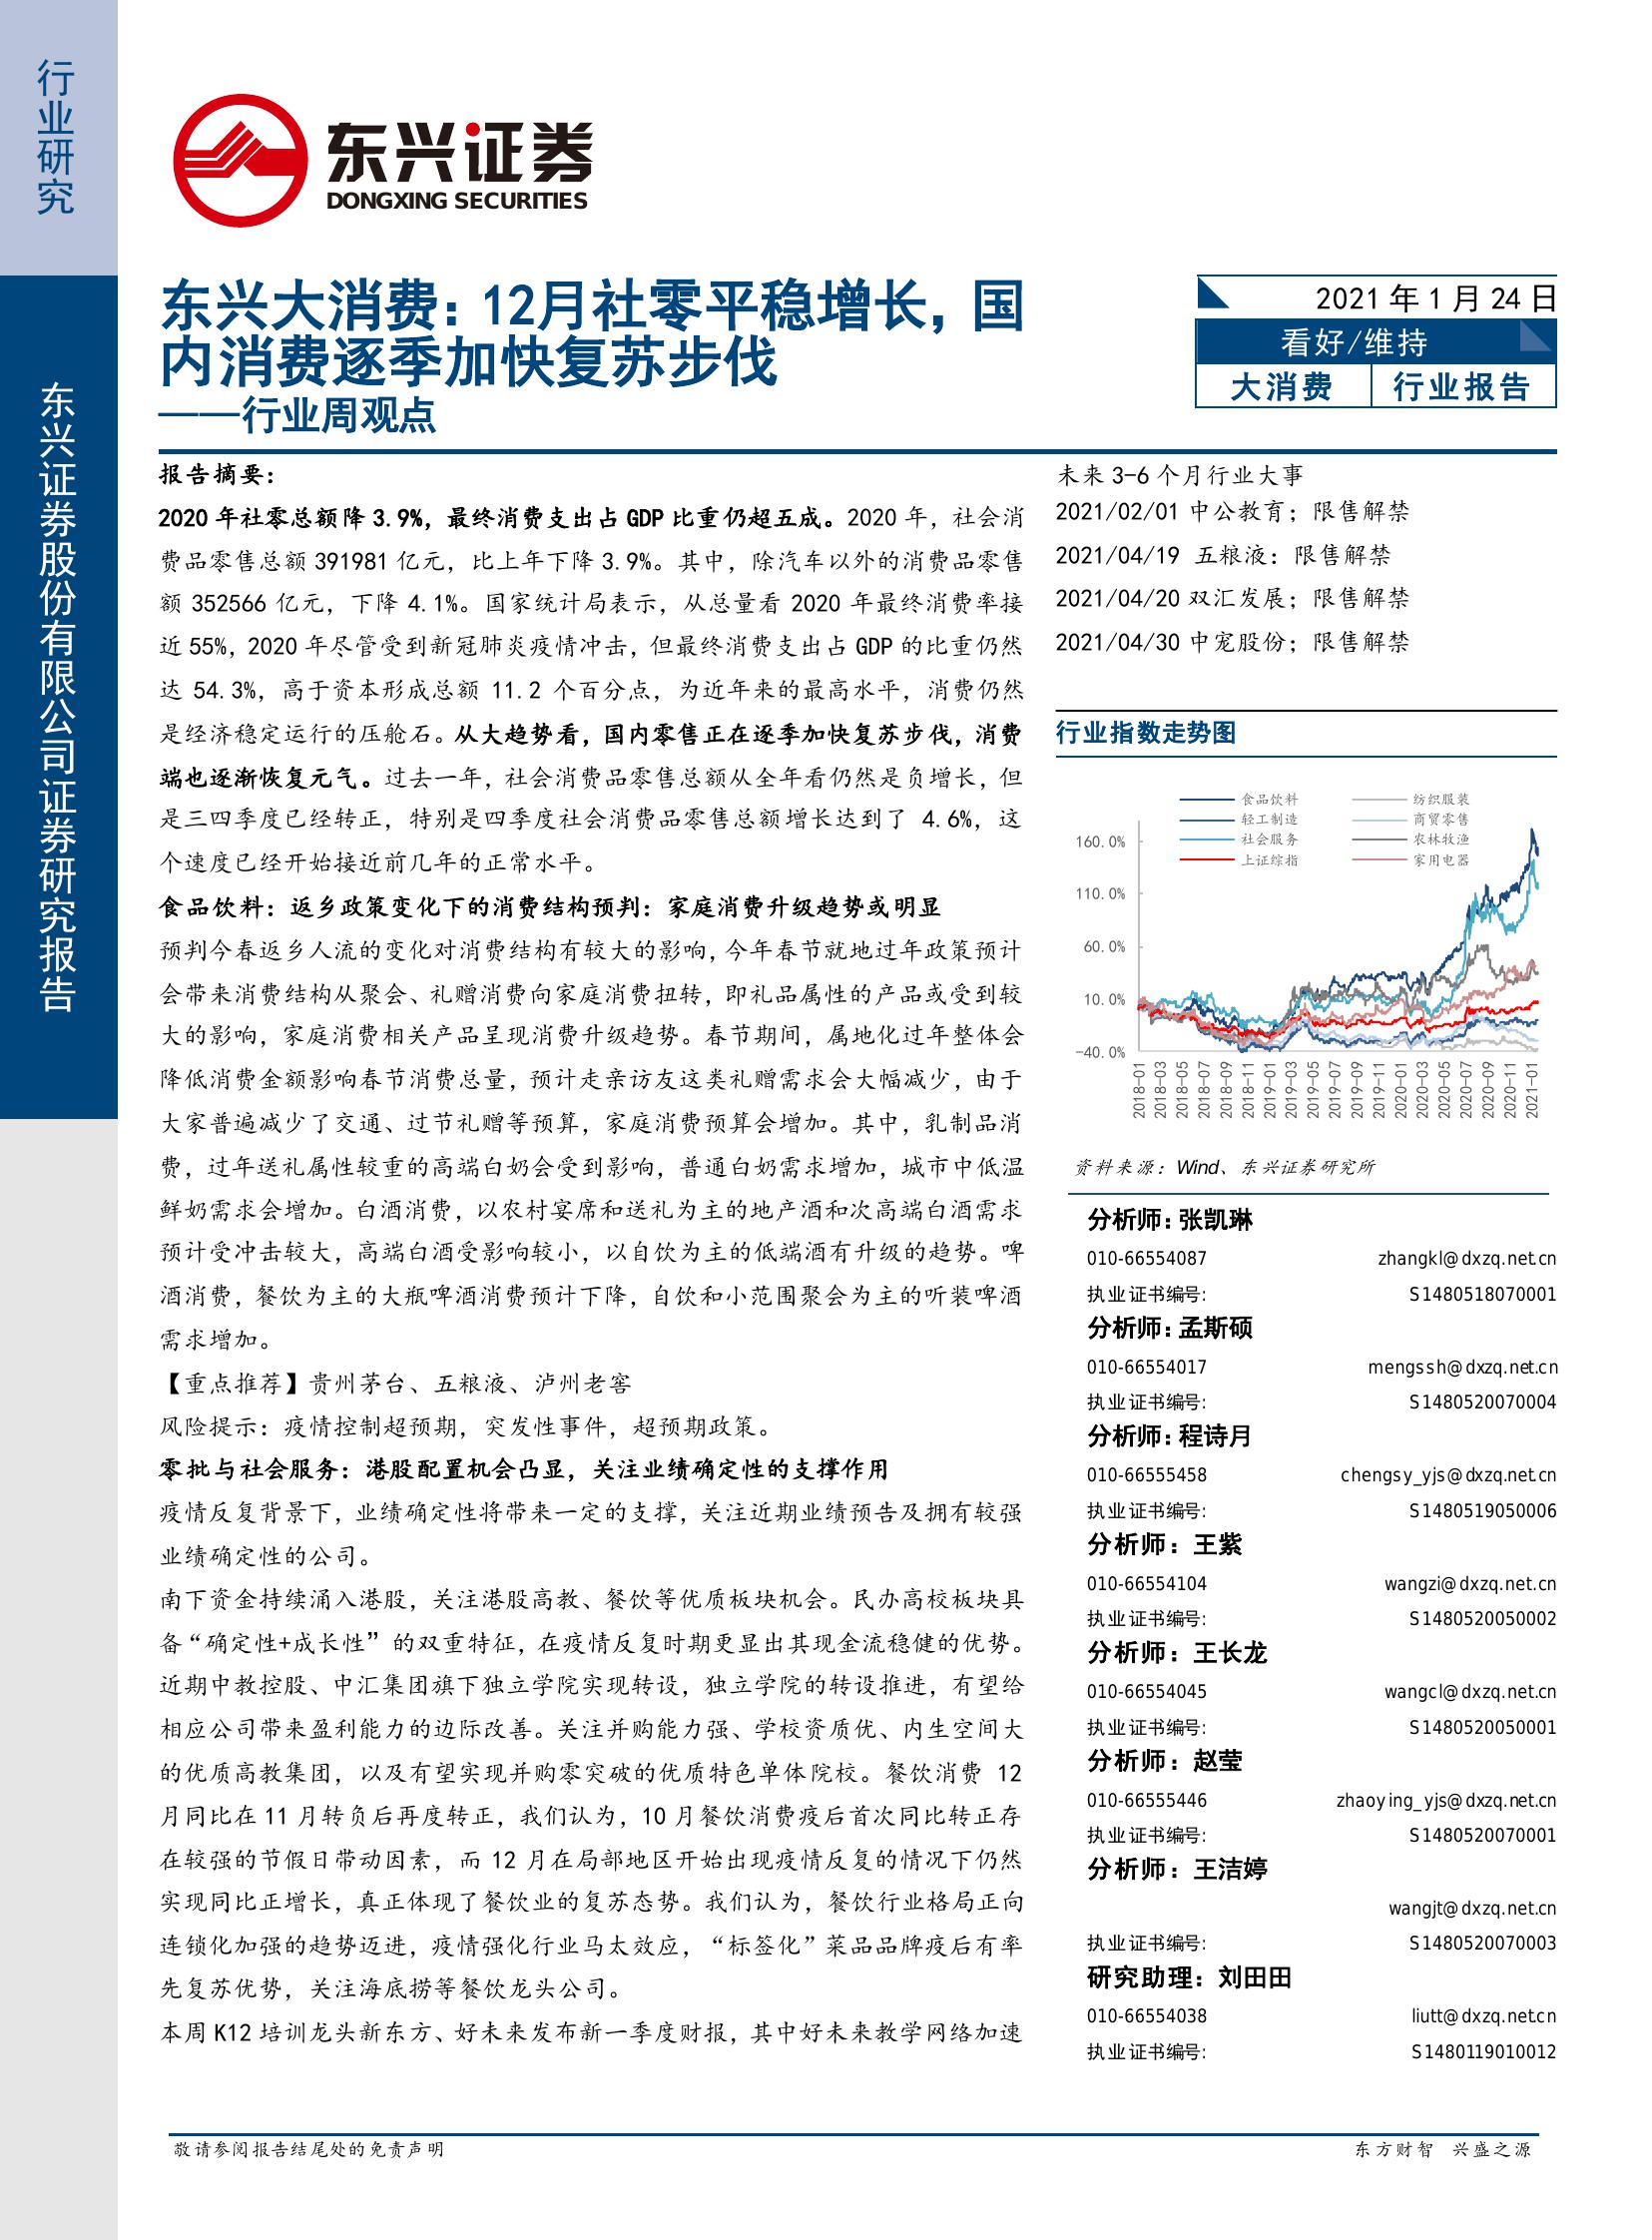 行业研究
东兴证券股份有限公司证券研究报告
东兴证券
DONGXING SECURITIES
东兴大消费：12月社零平稳增长，国
内消费逐季加快复苏步伐
——行业周观点
2021 年 1 月 24 日
看好/维持
大消费 行业报告
报告摘要：
2020 年社零总额降 3.9%，最终消费支出占 GDP 比重仍超五成。2020 年，社会消
费品零售总额 391981 亿元，比上年下降 3.9%。其中，除汽车以外的消费品零售
额 352566 亿元，下降 4.1%。国家统计局表示，从总量看 2020 年最终消费率接
近 55%，2020 年尽管受到新冠肺炎疫情冲击，但最终消费支出占 GDP 的比重仍然
达 54.3%，高于资本形成总额 11.2 个百分点，为近年来的最高水平，消费仍然
是经济稳定运行的压舱石。从大趋势看，国内零售正在逐季加快复苏步伐，消费
端也逐渐恢复元气。过去一年，社会消费品零售总额从全年看仍然是负增长，但
是三四季度已经转正，特别是四季度社会消费品零售总额增长达到了 4.6%，这
个速度已经开始接近前几年的正常水平。
食品饮料：返乡政策变化下的消费结构预判：家庭消费升级趋势或明显
预判今春返乡人流的变化对消费结构有较大的影响，今年春节就地过年政策预计
会带来消费结构从聚会、礼赠消费向家庭消费扭转，即礼品属性的产品或受到较
大的影响，家庭消费相关产品呈现消费升级趋势。春节期间，属地化过年整体会
降低消费金额影响春节消费总量，预计走亲访友这类礼赠需求会大幅减少，由于
大家普遍减少了交通、过节礼赠等预算，家庭消费预算会增加。其中，乳制品消
费，过年送礼属性较重的高端白奶会受到影响，普通白奶需求增加，城市中低温
鲜奶需求会增加。白酒消费，以农村宴席和送礼为主的地产酒和次高端白酒需求
预计受冲击较大，高端白酒受影响较小，以自饮为主的低端酒有升级的趋势。啤
酒消费，餐饮为主的大瓶啤酒消费预计下降，自饮和小范围聚会为主的听装啤酒
需求增加。
【重点推荐】贵州茅台、五粮液、泸州老窖
风险提示：疫情控制超预期，突发性事件，超预期政策。
零批与社会服务：港股配置机会凸显，关注业绩确定性的支撑作用
疫情反复背景下，业绩确定性将带来一定的支撑，关注近期业绩预告及拥有较强
业绩确定性的公司。
南下资金持续涌入港股，关注港股高教、餐饮等优质板块机会。民办高校板块具
备“确定性+成长性”的双重特征，在疫情反复时期更显出其现金流稳健的优势。
近期中教控股、中汇集团旗下独立学院实现转设，独立学院的转设推进，有望给
相应公司带来盈利能力的边际改善。关注并购能力强、学校资质优、内生空间大
的优质高教集团，以及有望实现并购零突破的优质特色单体院校。餐饮消费 12
月同比在 11 月转负后再度转正，我们认为，10 月餐饮消费疫后首次同比转正存
在较强的节假日带动因素，而 12 月在局部地区开始出现疫情反复的情况下仍然
实现同比正增长，真正体现了餐饮业的复苏态势。我们认为，餐饮行业格局正向
连锁化加强的趋势迈进，疫情强化行业马太效应，“标签化”菜品品牌疫后有率
先复苏优势，关注海底捞等餐饮龙头公司。
本周 K12 培训龙头新东方、好未来发布新一季度财报，其中好未来教学网络加速
未来 3-6 个月行业大事
2021/02/01 中公教育；限售解禁
2021/04/19 五粮液：限售解禁
2021/04/20 双汇发展；限售解禁
2021/04/30 中宠股份；限售解禁
行业指数走势图
食品饮料 纺织服装
轻工制造 商贸零售
社会服务 农林牧渔
上证综指 家用电器
160.0%
110.0%
60.0%
10.0%
-40.0%
2018-01 2018-03 2018-05 2018-07 2018-09 2018-11 2019-01 2019-03 2019-05 2019-07 2019-09 2019-11 2020-01 2020-03 2020-05 2020-07 2020-09 2020-11 2021-01
资料来源：Wind、东兴证券研究所
分析师：张凯琳
010-66554087 zhangkl@dxzq.net.cn
执业证书编号: S1480518070001
分析师：孟斯硕
010-66554017 mengssh@dxzq.net.cn
执业证书编号: S1480520070004
分析师：程诗月
010-66555458 chengsy_yjs@dxzq.net.cn
执业证书编号: S1480519050006
分析师：王紫
010-66554104 wangzi@dxzq.net.cn
执业证书编号: S1480520050002
分析师：王长龙
010-66554045 wangcl@dxzq.net.cn
执业证书编号: S1480520050001
分析师：赵莹
010-66555446 zhaoying_yjs@dxzq.net.cn
执业证书编号: S1480520070001
分析师：王洁婷
wangjt@dxzq.net.cn
执业证书编号: S1480520070003
研究助理：刘田田
010-66554038 liutt@dxzq.net.cn
执业证书编号: S1480119010012
敬请参阅报告结尾处的免责声明 东方财智 兴盛之源